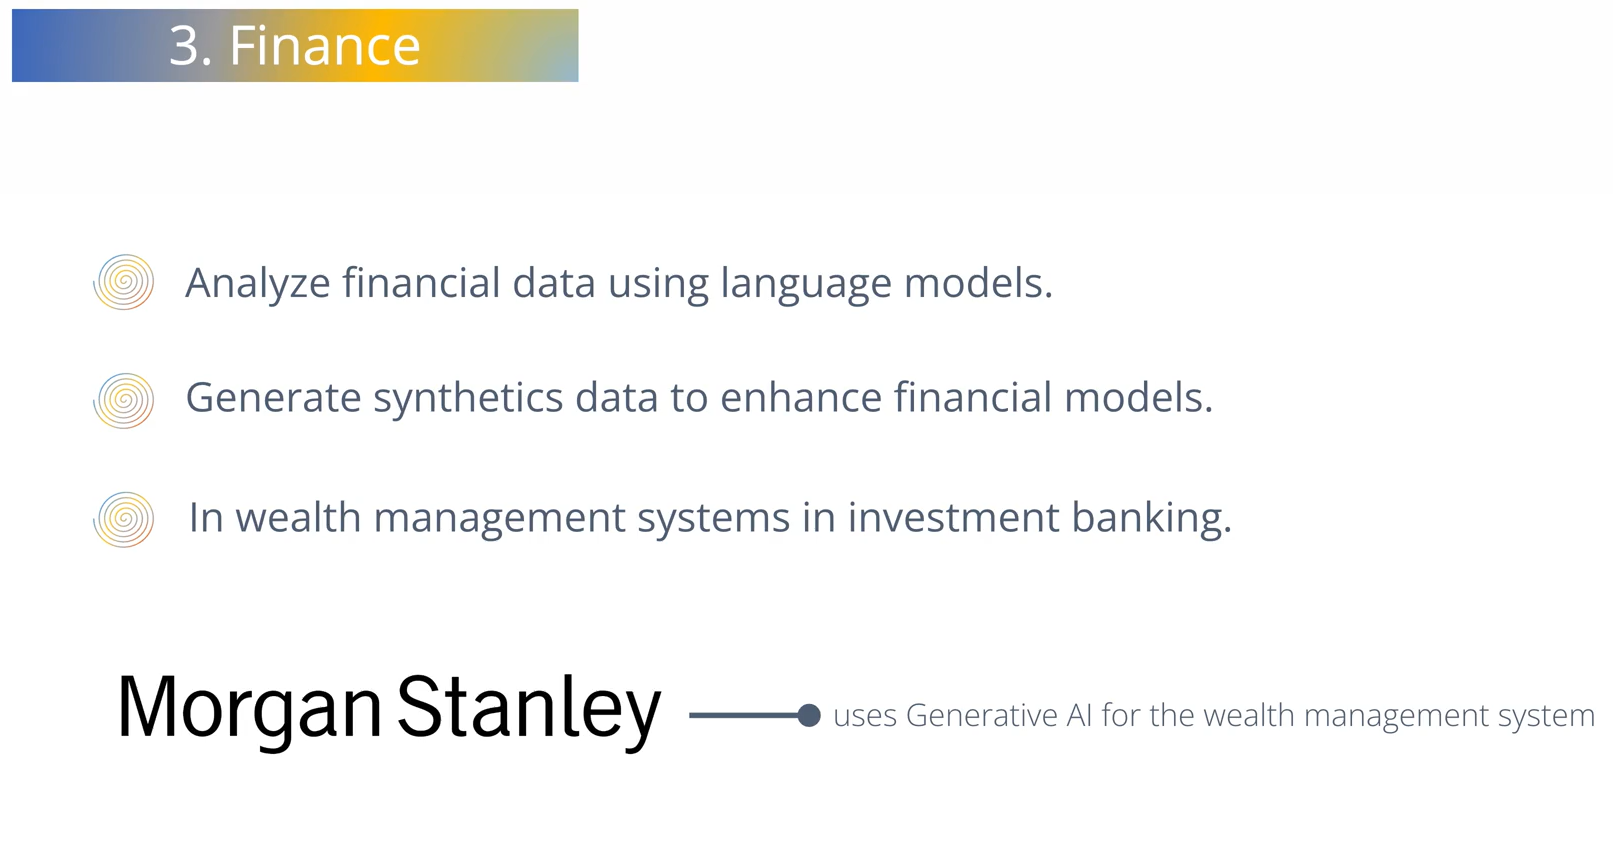 3. Finance
Analyze financial data using language models.
Generate synthetics data to enhance financial models.
In wealth management systems in investment banking.
Morgan Stanley
uses Generative AI for the wealth management system